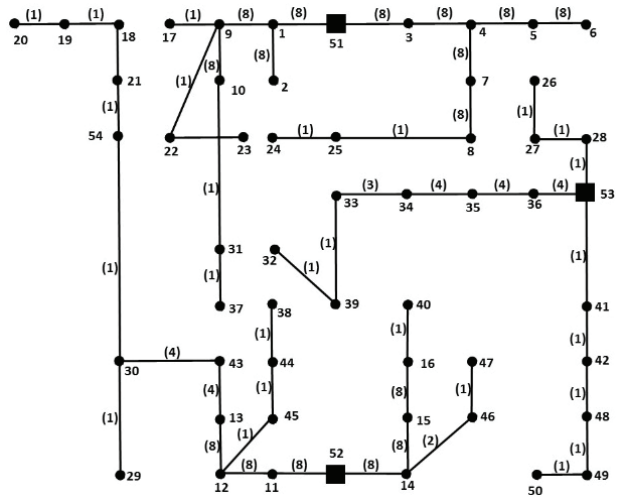 (1) (1) (1) (8) (8) (8) (8) (8)
20 19 18 17 9 1 51 3 4 5 6
(8) (8) (8)
(1) 21 (1) 10 2 7 26
(1) (8) (1)
54 (1) (1) (1)
22 23 24 25 8 27 28
(1)
(3) (4) (4) (4)
(1) 33 34 35 36 53
(1) 31 32 (1) (1)
(1) (1)
37 38 39 40 41
(1) (1) (1)
(4)
30 43 44 16 47 42
(4) (1) (8) (1) (1)
13 45 15 46 48
(1) (8) (1) (8) (2) (1)
52
(8) (8) (8) (1)
29 12 11 14 50 49